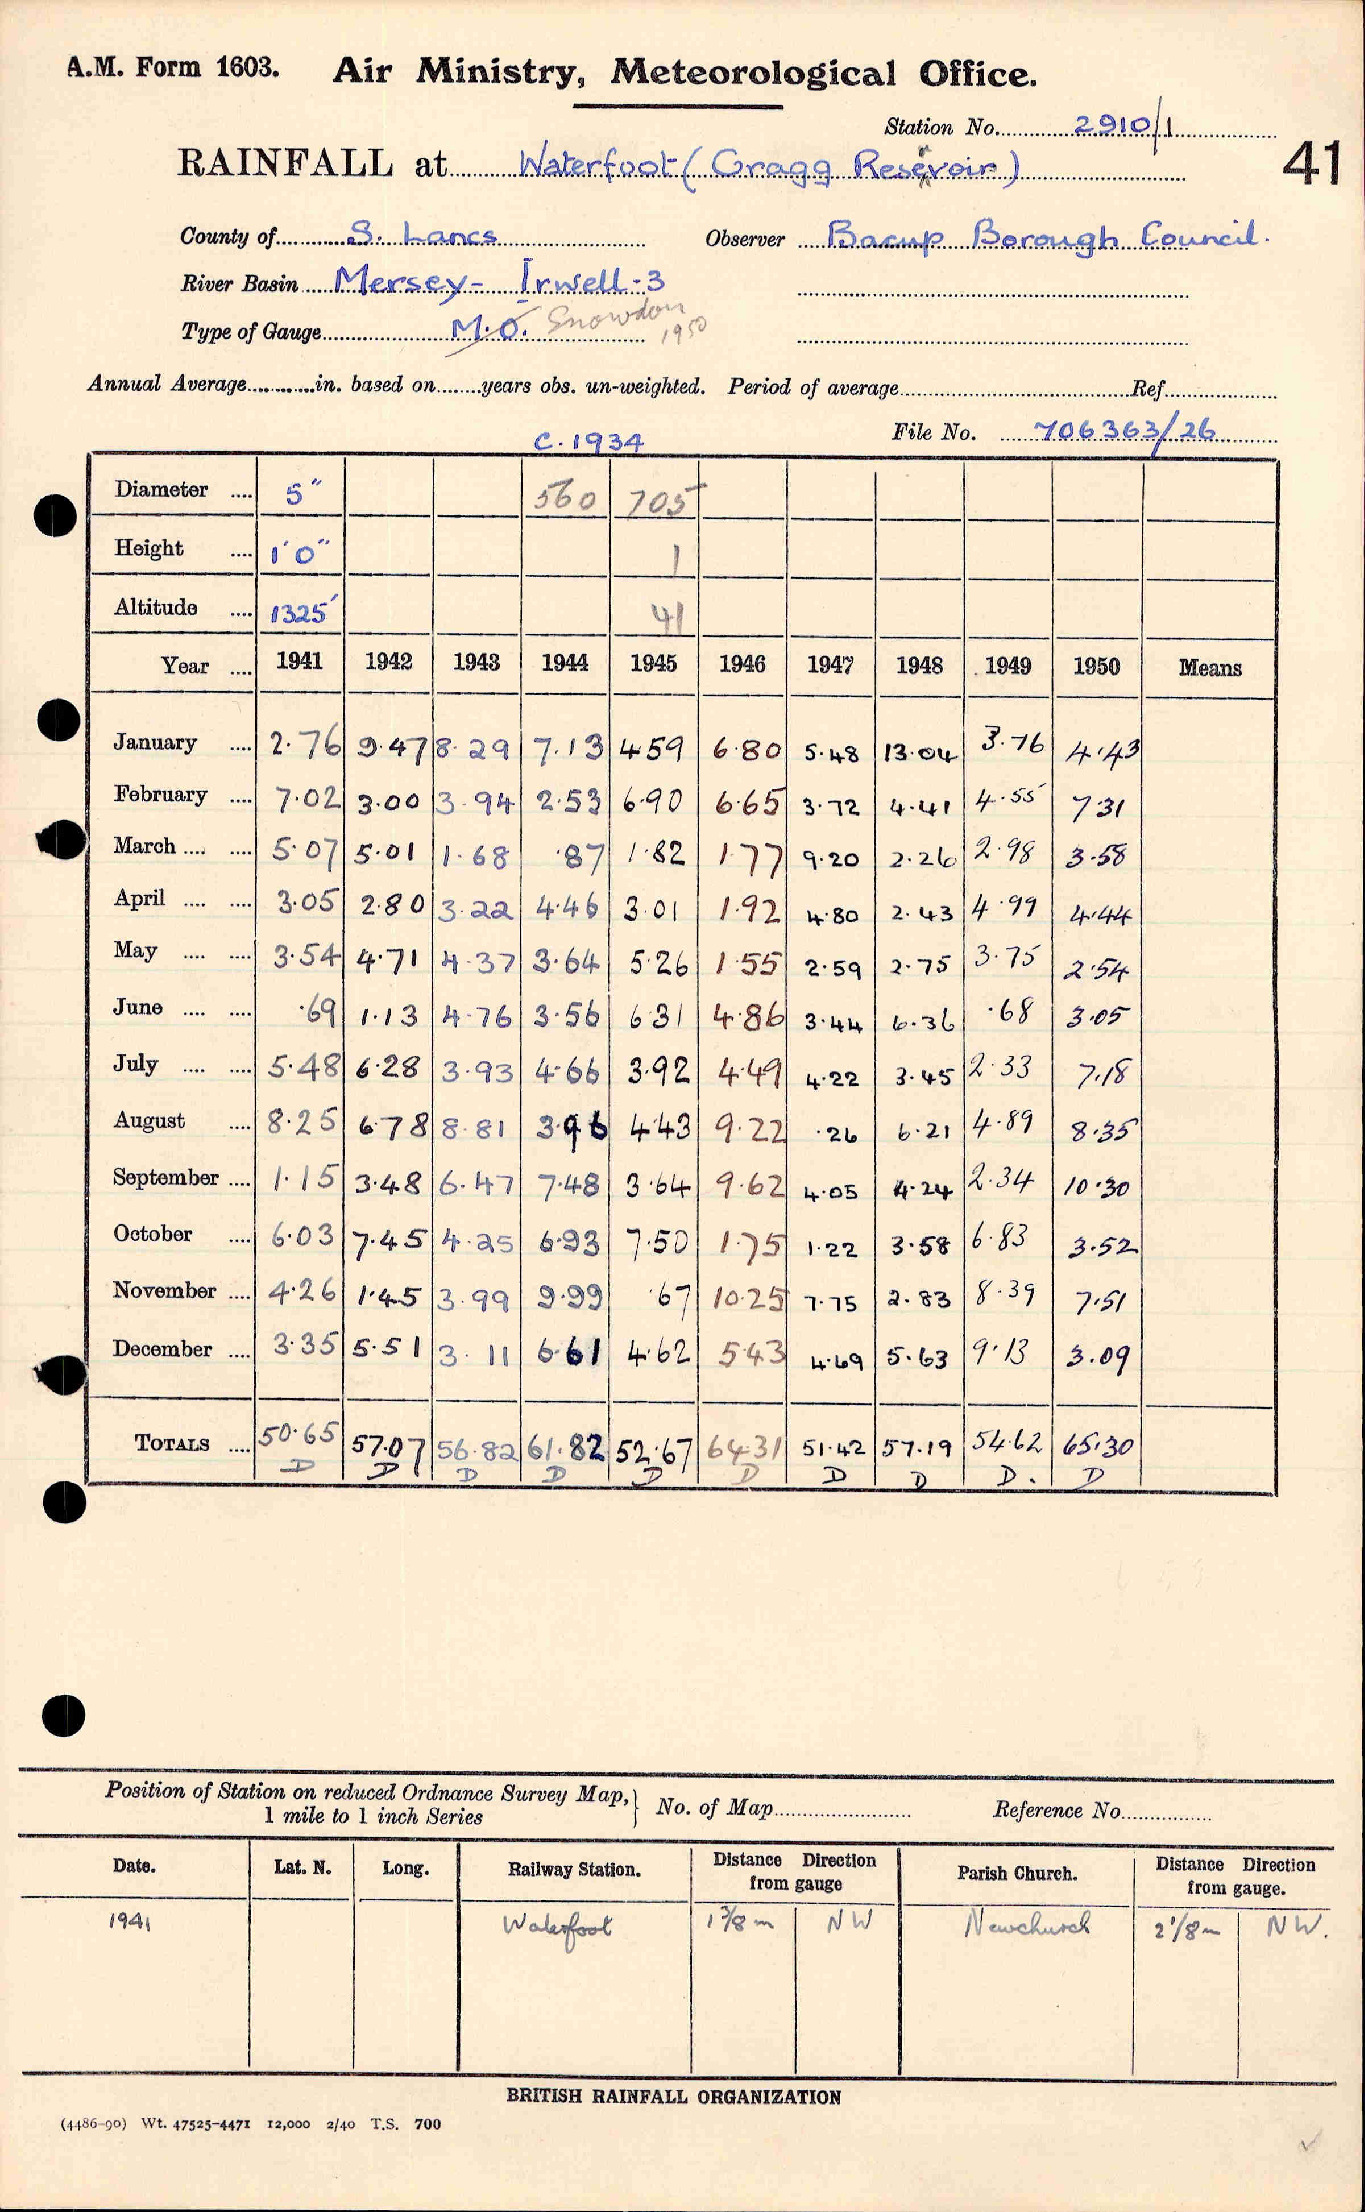 A.M. Form 1603. Air Ministry, Meteorological Office.
Station No. 2910/1
RAINFALL at Waterfoot (Cragg Reservoir) 41
County of S. Lancs Observer Bacup Borough Council.
River Basin Mersey - Irwell - 3
Type of Gauge M.O. Snowdon 1950
Annual Average in. based on years obs. un-weighted. Period of average Ref.
C. 1934 File No. 706363/26
Diameter 5" 560 705
Height 1'0" 1
Altitude 1325' 41
Year 1941 1942 1943 1944 1945 1946 1947 1948 1949 1950 Means
January 2.76 9.47 8.29 7.13 4.59 6.80 5.48 13.04 3.76 4.43
February 7.02 3.00 3.94 2.53 6.90 6.65 3.72 4.41 4.55 7.31
March 5.07 5.01 1.68 .87 1.82 1.77 9.20 2.26 2.98 3.58
April 3.05 2.80 3.22 4.46 3.01 1.92 4.80 2.43 4.99 4.44
May 3.54 4.71 4.37 3.64 5.26 1.55 2.59 2.75 3.75 2.54
June .69 1.13 4.76 3.56 6.31 4.86 3.44 6.36 .68 3.05
July 5.48 6.28 3.93 4.66 3.92 4.49 4.22 3.45 2.33 7.18
August 8.25 6.78 8.81 3.96 4.43 9.22 .26 6.21 4.89 8.35
September 1.15 3.48 6.47 7.48 3.64 9.62 4.05 4.24 2.34 10.30
October 6.03 7.45 4.25 6.93 7.50 1.75 1.22 3.58 6.83 3.52
November 4.26 1.45 3.99 9.99 .67 10.25 7.75 2.83 8.39 7.51
December 3.35 5.51 3.11 6.61 4.62 5.43 4.69 5.63 9.13 3.09
TOTALS 50.65 57.07 56.82 61.82 52.67 64.31 51.42 57.19 54.62 65.30
D D D D D D D D D. D
Position of Station on reduced Ordnance Survey Map, No. of Map Reference No.
1 mile to 1 inch Series
Date. Lat. N. Long. Railway Station. Distance Direction from gauge Parish Church. Distance Direction from gauge.
1941 Waterfoot 1 3/8 m NW Newchurch 2 1/8 m NW.
BRITISH RAINFALL ORGANIZATION
(4486-90) Wt. 47525-4471 12,000 2/40 T.S. 700